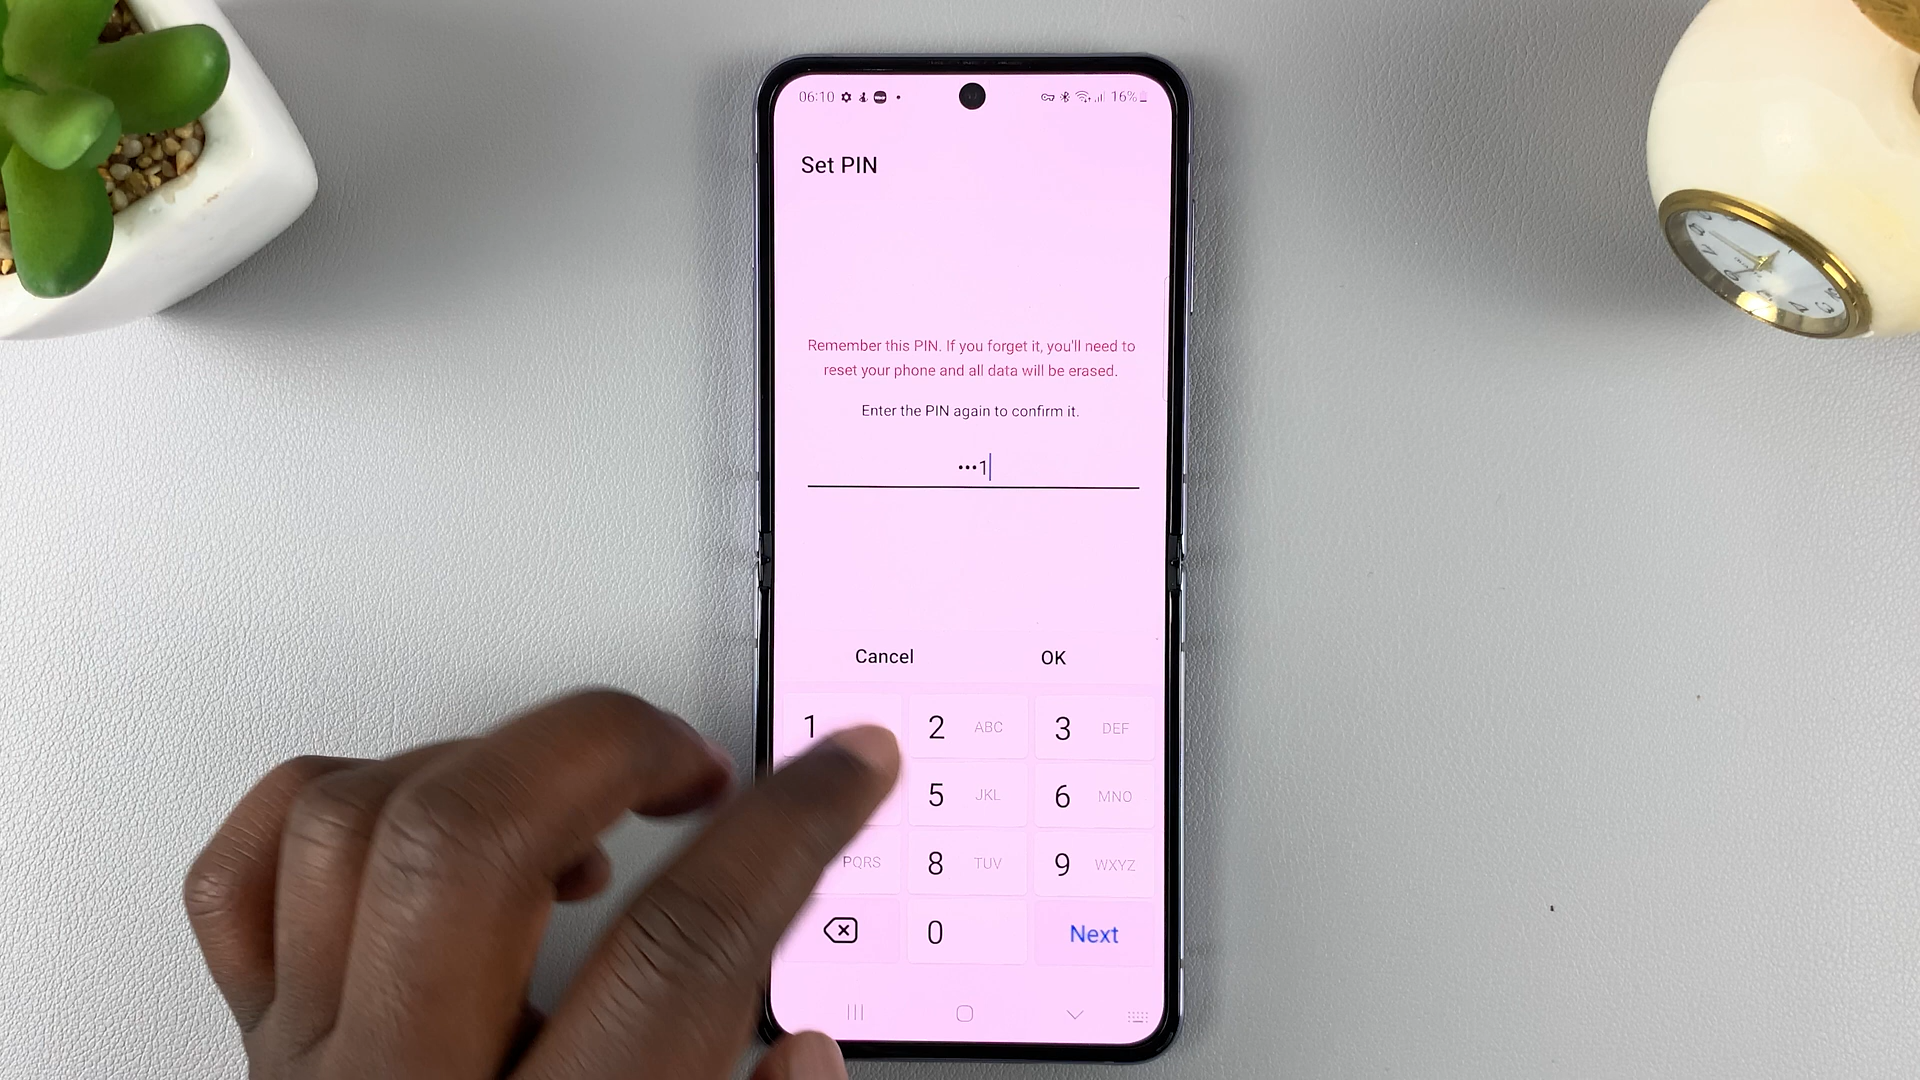 06:10 16%
Set PIN
Remember this PIN. If you forget it, you'll need to
reset your phone and all data will be erased.
Enter the PIN again to confirm it.
•••1
Cancel OK
1 2 ABC 3 DEF
5 JKL 6 MNO
PQRS 8 TUV 9 WXYZ
0 Next